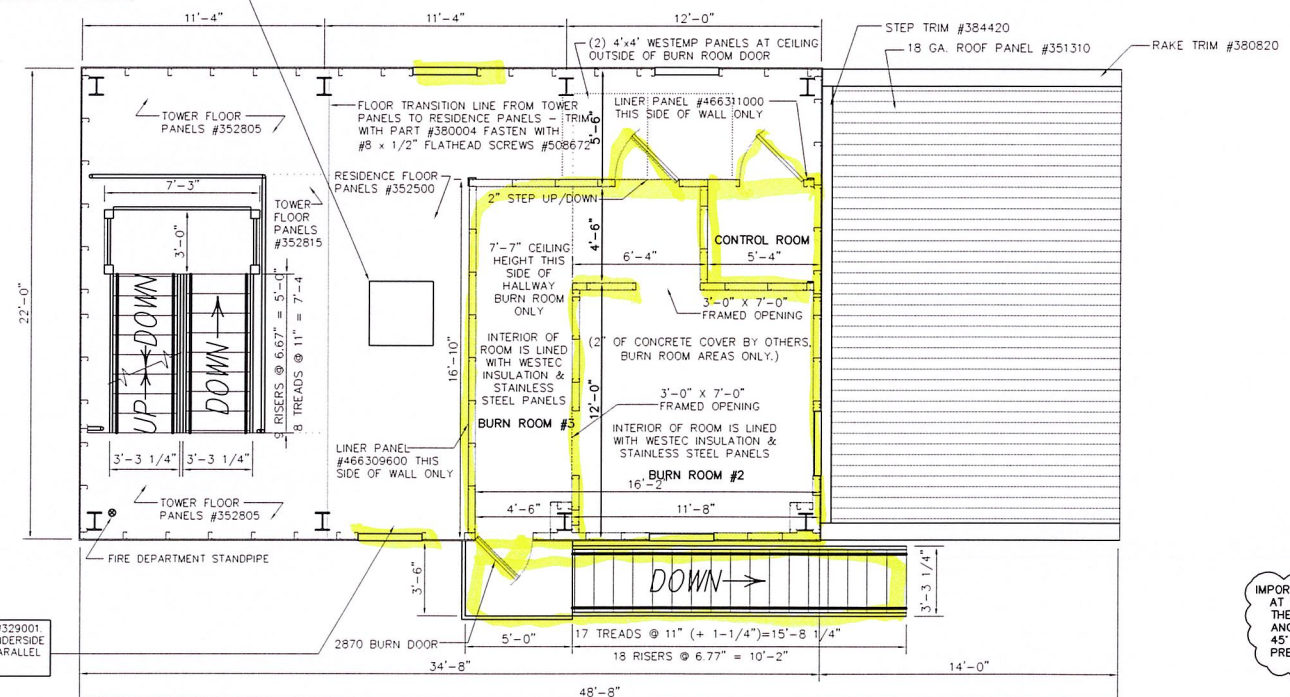 11'-4"
11'-4"
12'-0"
STEP TRIM #384420
18 GA. ROOF PANEL #351310
RAKE TRIM #380820
(2) 4'x4' WESTEMP PANELS AT CEILING
OUTSIDE OF BURN ROOM DOOR
TOWER FLOOR
PANELS #352805
FLOOR TRANSITION LINE FROM TOWER
PANELS TO RESIDENCE PANELS – TRIM
WITH PART #380004 FASTEN WITH
#8 x 1/2" FLATHEAD SCREWS #508672
LINER PANEL #466311000
THIS SIDE OF WALL ONLY
5'-6"
RESIDENCE FLOOR
PANELS #352500
7'-3"
TOWER
FLOOR
PANELS
#352815
3'-0"
2" STEP UP/DOWN
4'-6"
CONTROL ROOM
6'-4"
5'-4"
7'-7" CEILING
HEIGHT THIS
SIDE OF
HALLWAY
BURN ROOM
ONLY
3'-0" X 7'-0"
FRAMED OPENING
22'-0"
UP
DOWN
DOWN
9 RISERS @ 6.67" = 5'-0"
8 TREADS @ 11" = 7'-4
16'-10"
INTERIOR OF
ROOM IS LINED
WITH WESTEC
INSULATION &
STAINLESS
STEEL PANELS
(2" OF CONCRETE COVER BY OTHERS.
BURN ROOM AREAS ONLY.)
12'-0"
3'-0" X 7'-0"
FRAMED OPENING
BURN ROOM #3
INTERIOR OF ROOM IS LINED
WITH WESTEC INSULATION &
STAINLESS STEEL PANELS
BURN ROOM #2
16'-2"
3'-3 1/4"
3'-3 1/4"
LINER PANEL
#466309600 THIS
SIDE OF WALL ONLY
4'-6"
11'-8"
TOWER FLOOR
PANELS #352805
FIRE DEPARTMENT STANDPIPE
3'-6"
DOWN
3'-3 1/4"
#329001.
DERSIDE
ARALLEL
2870 BURN DOOR
5'-0"
17 TREADS @ 11" (+ 1-1/4")=15'-8 1/4"
18 RISERS @ 6.77" = 10'-2"
34'-8"
14'-0"
48'-8"
IMPOR
AT
THE
ANC
45'
PRE